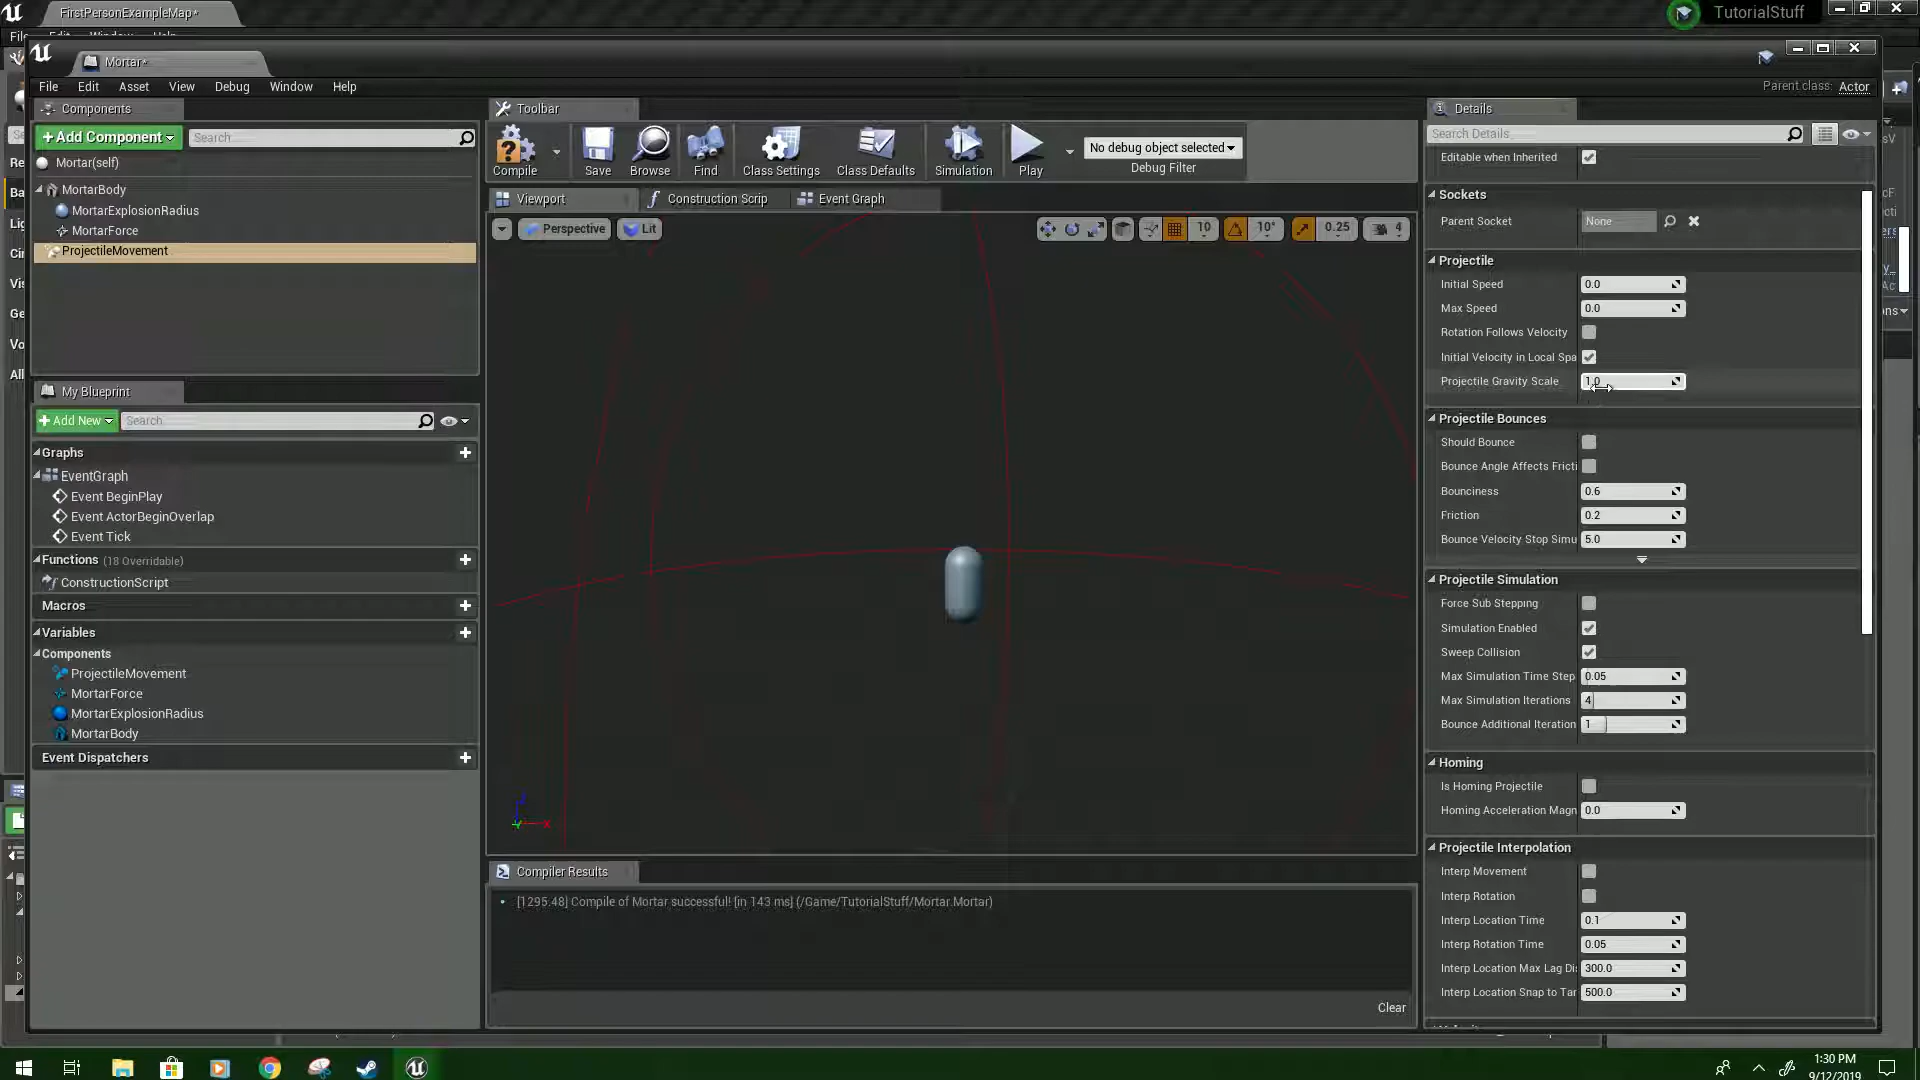 FirstPersonExampleMap*
TutorialStuff
File Edit Window Help
Mortar*
File Edit Asset View Debug Window Help
Parent class: Actor
Components
+Add Component
Search
Mortar(self)
MortarBody
MortarExplosionRadius
MortarForce
ProjectileMovement
My Blueprint
+Add New
Search
Graphs
EventGraph
Event BeginPlay
Event ActorBeginOverlap
Event Tick
Functions (18 Overridable)
ConstructionScript
Macros
Variables
Components
ProjectileMovement
MortarForce
MortarExplosionRadius
MortarBody
Event Dispatchers
Toolbar
Compile
Save
Browse
Find
Class Settings
Class Defaults
Simulation
Play
No debug object selected
Debug Filter
Viewport
Construction Scrip
Event Graph
Perspective
Lit
10
10°
0.25
4
X
Compiler Results
[1295.48] Compile of Mortar successful! [in 143 ms] (/Game/TutorialStuff/Mortar.Mortar)
Clear
Details
Search Details
Editable when Inherited
Sockets
Parent Socket None
Projectile
Initial Speed 0.0
Max Speed 0.0
Rotation Follows Velocity
Initial Velocity in Local Spa
Projectile Gravity Scale 1.0
Projectile Bounces
Should Bounce
Bounce Angle Affects Fricti
Bounciness 0.6
Friction 0.2
Bounce Velocity Stop Simu 5.0
Projectile Simulation
Force Sub Stepping
Simulation Enabled
Sweep Collision
Max Simulation Time Step 0.05
Max Simulation Iterations 4
Bounce Additional Iteration 1
Homing
Is Homing Projectile
Homing Acceleration Magn 0.0
Projectile Interpolation
Interp Movement
Interp Rotation
Interp Location Time 0.1
Interp Rotation Time 0.05
Interp Location Max Lag Di 300.0
Interp Location Snap to Tar 500.0
1:30 PM
9/12/2019